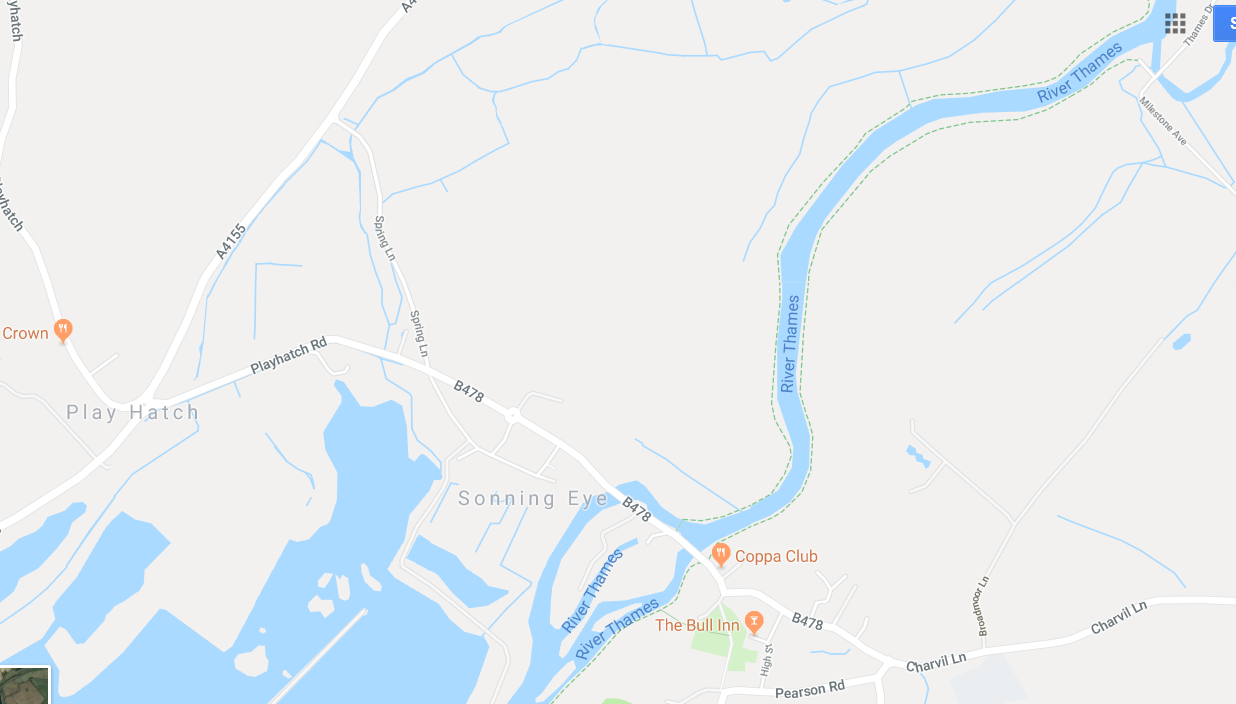 A4
S
Thames Dr
River Thames
Milestone Ave
A4155
Spring Ln
Spring Ln
River Thames
Crown
Playhatch Rd
B478
Play Hatch
Sonning Eye
B478
Coppa Club
River Thames
River Thames
The Bull Inn
B478
Broadmoor Ln
Charvil Ln
High St
Charvil Ln
Pearson Rd